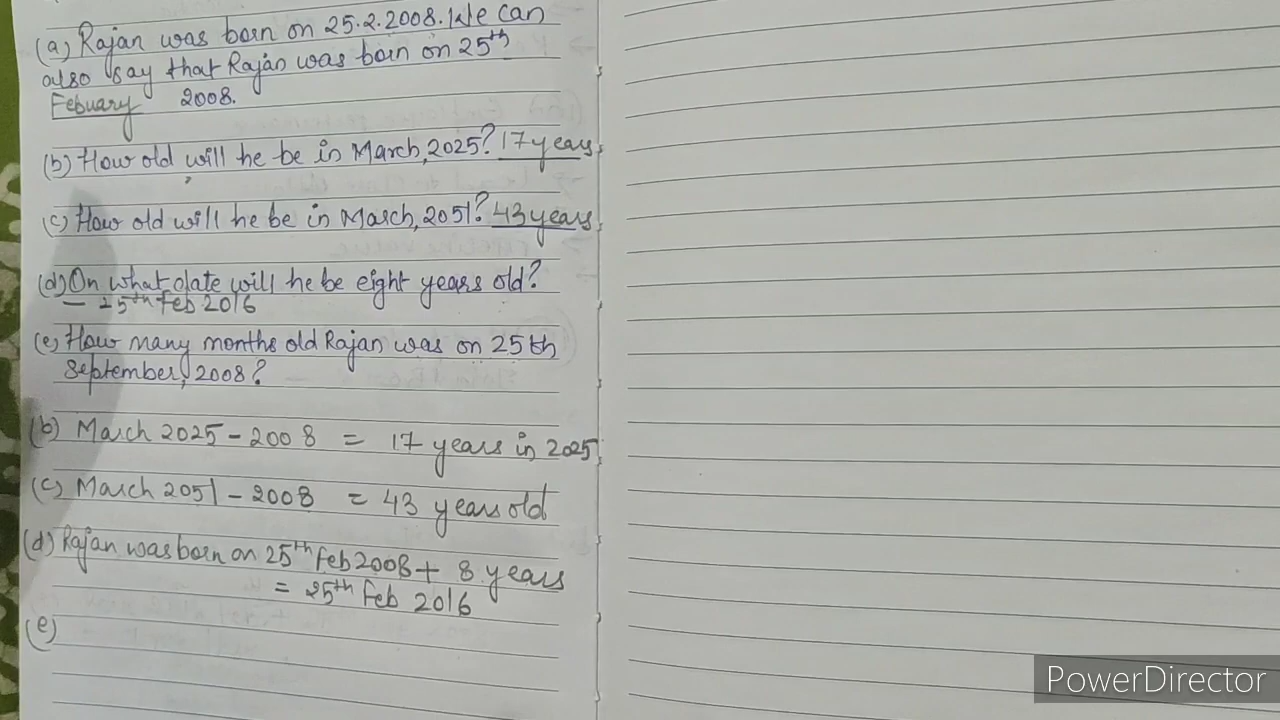 (a) Rajan was born on 25.2.2008. We can
also say that Rajan was born on 25th
Febuary 2008.
(b) How old will he be in March, 2025? 17 years
(c) How old will he be in March, 2051? 43 years
(d) On what date will he be eight years old?
- 25th Feb 2016
(e) How many months old Rajan was on 25th
September, 2008?
(b) March 2025 - 2008 = 17 years in 2025
(c) March 2051 - 2008 = 43 years old
(d) Rajan was born on 25th Feb 2008 + 8 years
= 25th Feb 2016
(e)
PowerDirector